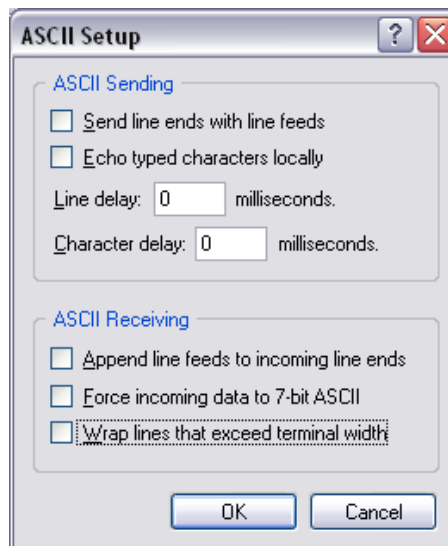 ASCII Setup
ASCII Sending
Send line ends with line feeds
Echo typed characters locally
Line delay: 0 milliseconds.
Character delay: 0 milliseconds.
ASCII Receiving
Append line feeds to incoming line ends
Force incoming data to 7-bit ASCII
Wrap lines that exceed terminal width
OK Cancel